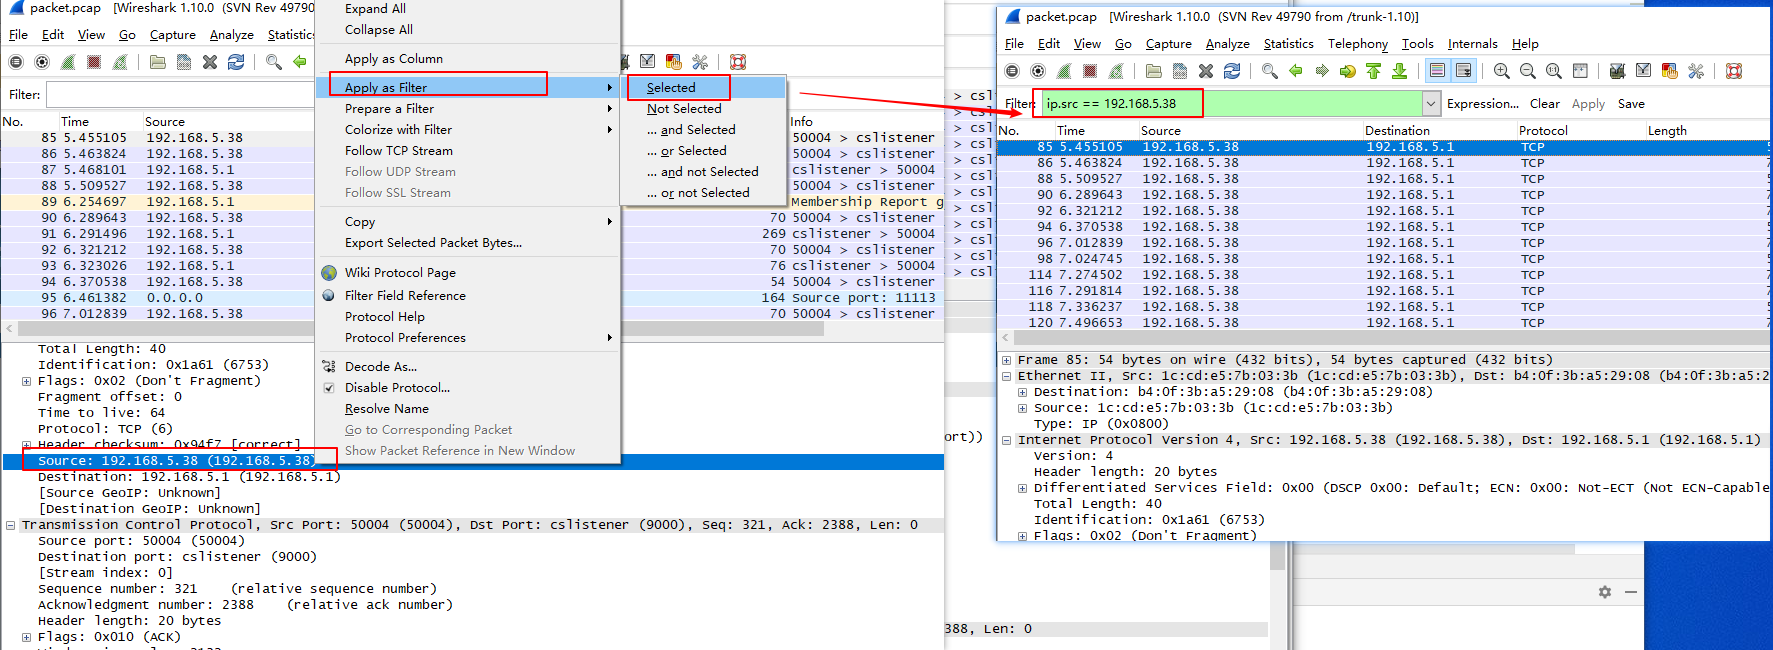 packet.pcap [Wireshark 1.10.0 (SVN Rev 49790
File Edit View Go Capture Analyze Statistics
Filter:
No. Time Source Info
85 5.455105 192.168.5.38 50004 > cslistener
86 5.463824 192.168.5.38 50004 > cslistener
87 5.468101 192.168.5.1 cslistener > 50004
88 5.509527 192.168.5.38 50004 > cslistener
89 6.254697 192.168.5.1 Membership Report g
90 6.289643 192.168.5.38 70 50004 > cslistener
91 6.291496 192.168.5.1 269 cslistener > 50004
92 6.321212 192.168.5.38 70 50004 > cslistener
93 6.323026 192.168.5.1 76 cslistener > 50004
94 6.370538 192.168.5.38 54 50004 > cslistener
95 6.461382 0.0.0.0 164 Source port: 11113
96 7.012839 192.168.5.38 70 50004 > cslistener
Total Length: 40
Identification: 0x1a61 (6753)
Flags: 0x02 (Don't Fragment)
Fragment offset: 0
Time to live: 64
Protocol: TCP (6)
Header checksum: 0x94f7 [correct]
Source: 192.168.5.38 (192.168.5.38)
Destination: 192.168.5.1 (192.168.5.1)
[Source GeoIP: Unknown]
[Destination GeoIP: Unknown]
Transmission Control Protocol, Src Port: 50004 (50004), Dst Port: cslistener (9000), Seq: 321, Ack: 2388, Len: 0
Source port: 50004 (50004)
Destination port: cslistener (9000)
[Stream index: 0]
Sequence number: 321 (relative sequence number)
Acknowledgment number: 2388 (relative ack number)
Header length: 20 bytes
Flags: 0x010 (ACK)
Expand All
Collapse All
Apply as Column
Apply as Filter
Prepare a Filter
Colorize with Filter
Follow TCP Stream
Follow UDP Stream
Follow SSL Stream
Copy
Export Selected Packet Bytes...
Wiki Protocol Page
Filter Field Reference
Protocol Help
Protocol Preferences
Decode As...
Disable Protocol...
Resolve Name
Go to Corresponding Packet
Show Packet Reference in New Window
Selected
Not Selected
... and Selected
... or Selected
... and not Selected
... or not Selected
> csl
> csl
> csl
> csl
> csl
> csl
> csl
> csl
> csl
> csl
> csl
> csl
ort))
388, Len: 0
packet.pcap [Wireshark 1.10.0 (SVN Rev 49790 from /trunk-1.10)]
File Edit View Go Capture Analyze Statistics Telephony Tools Internals Help
Filter: ip.src == 192.168.5.38 Expression... Clear Apply Save
No. Time Source Destination Protocol Length
85 5.455105 192.168.5.38 192.168.5.1 TCP
86 5.463824 192.168.5.38 192.168.5.1 TCP
88 5.509527 192.168.5.38 192.168.5.1 TCP
90 6.289643 192.168.5.38 192.168.5.1 TCP
92 6.321212 192.168.5.38 192.168.5.1 TCP
94 6.370538 192.168.5.38 192.168.5.1 TCP
96 7.012839 192.168.5.38 192.168.5.1 TCP
98 7.024745 192.168.5.38 192.168.5.1 TCP
114 7.274502 192.168.5.38 192.168.5.1 TCP
116 7.291814 192.168.5.38 192.168.5.1 TCP
118 7.336237 192.168.5.38 192.168.5.1 TCP
120 7.496653 192.168.5.38 192.168.5.1 TCP
Frame 85: 54 bytes on wire (432 bits), 54 bytes captured (432 bits)
Ethernet II, Src: 1c:cd:e5:7b:03:3b (1c:cd:e5:7b:03:3b), Dst: b4:0f:3b:a5:29:08 (b4:0f:3b:a5:2
Destination: b4:0f:3b:a5:29:08 (b4:0f:3b:a5:29:08)
Source: 1c:cd:e5:7b:03:3b (1c:cd:e5:7b:03:3b)
Type: IP (0x0800)
Internet Protocol Version 4, Src: 192.168.5.38 (192.168.5.38), Dst: 192.168.5.1 (192.168.5.1)
Version: 4
Header length: 20 bytes
Differentiated Services Field: 0x00 (DSCP 0x00: Default; ECN: 0x00: Not-ECT (Not ECN-Capable
Total Length: 40
Identification: 0x1a61 (6753)
Flags: 0x02 (Don't Fragment)